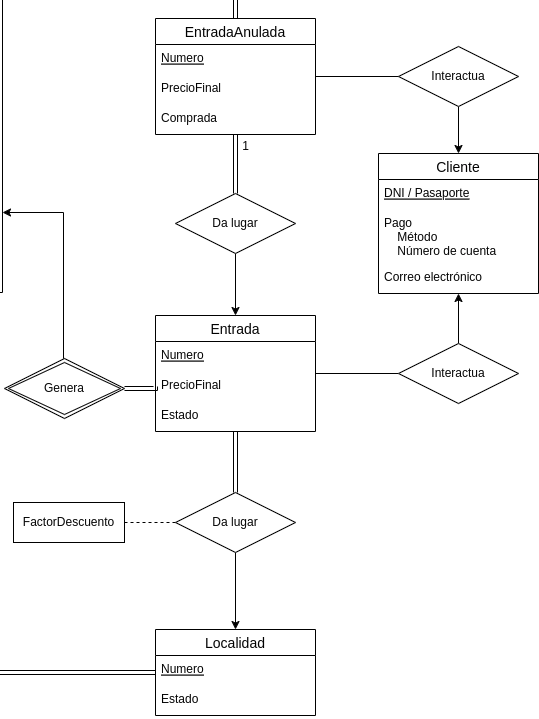 EntradaAnulada
Numero
PrecioFinal
Comprada
Interactua
1
Cliente
DNI / Pasaporte
Pago
Método
Número de cuenta
Correo electrónico
Da lugar
Entrada
Numero
PrecioFinal
Estado
Interactua
Genera
FactorDescuento
Da lugar
Localidad
Numero
Estado